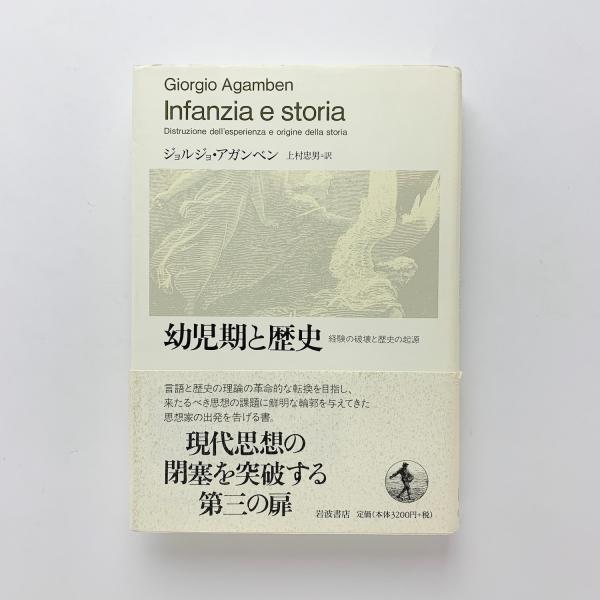 Giorgio Agamben
Infanzia e storia
Distruzione dell'esperienza e origine della storia
ジョルジョ・アガンベン 上村忠男=訳
幼児期と歴史 経験の破壊と歴史の起源
言語と歴史の理論の革命的な転換を目指し、
来たるべき思想の課題に鮮明な輪郭を与えてきた
思想家の出発を告げる書。
現代思想の
閉塞を突破する
第三の扉
岩波書店 定価(本体3200円+税)